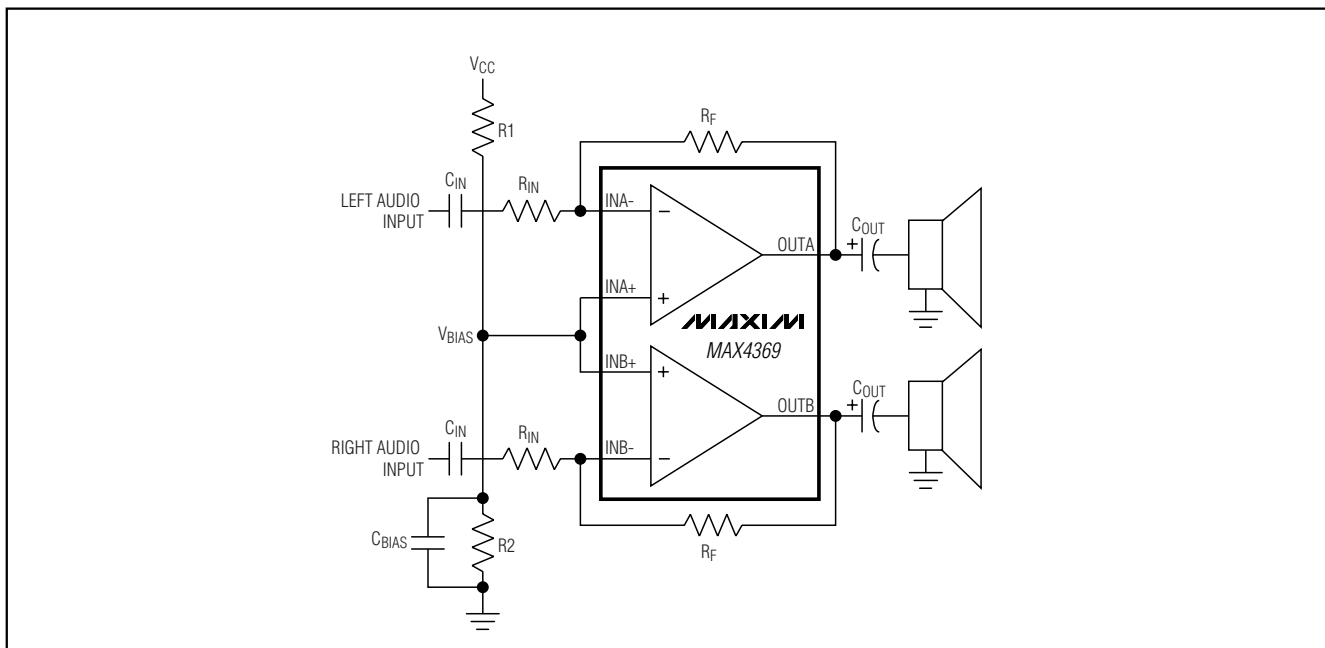 VCC
R1
RF
CIN
RIN
LEFT AUDIO
INPUT
INA-
−
OUTA
COUT
+
INA+
+
VBIAS
MAXIM
MAX4369
INB+
+
OUTB
COUT
+
CIN
RIN
RIGHT AUDIO
INPUT
INB-
−
CBIAS
R2
RF